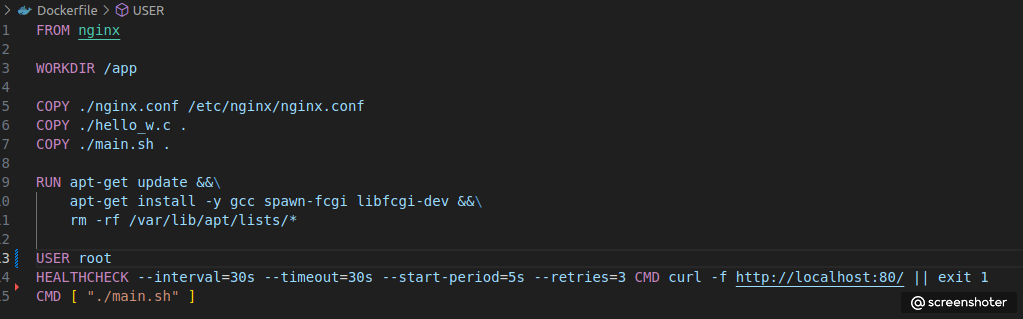 > Dockerfile > USER
1 FROM nginx
2
3 WORKDIR /app
4
5 COPY ./nginx.conf /etc/nginx/nginx.conf
6 COPY ./hello_w.c .
7 COPY ./main.sh .
8
9 RUN apt-get update &&\
0     apt-get install -y gcc spawn-fcgi libfcgi-dev &&\
1     rm -rf /var/lib/apt/lists/*
2
3 USER root
4 HEALTHCHECK --interval=30s --timeout=30s --start-period=5s --retries=3 CMD curl -f http://localhost:80/ || exit 1
5 CMD [ "./main.sh" ]
@screenshoter